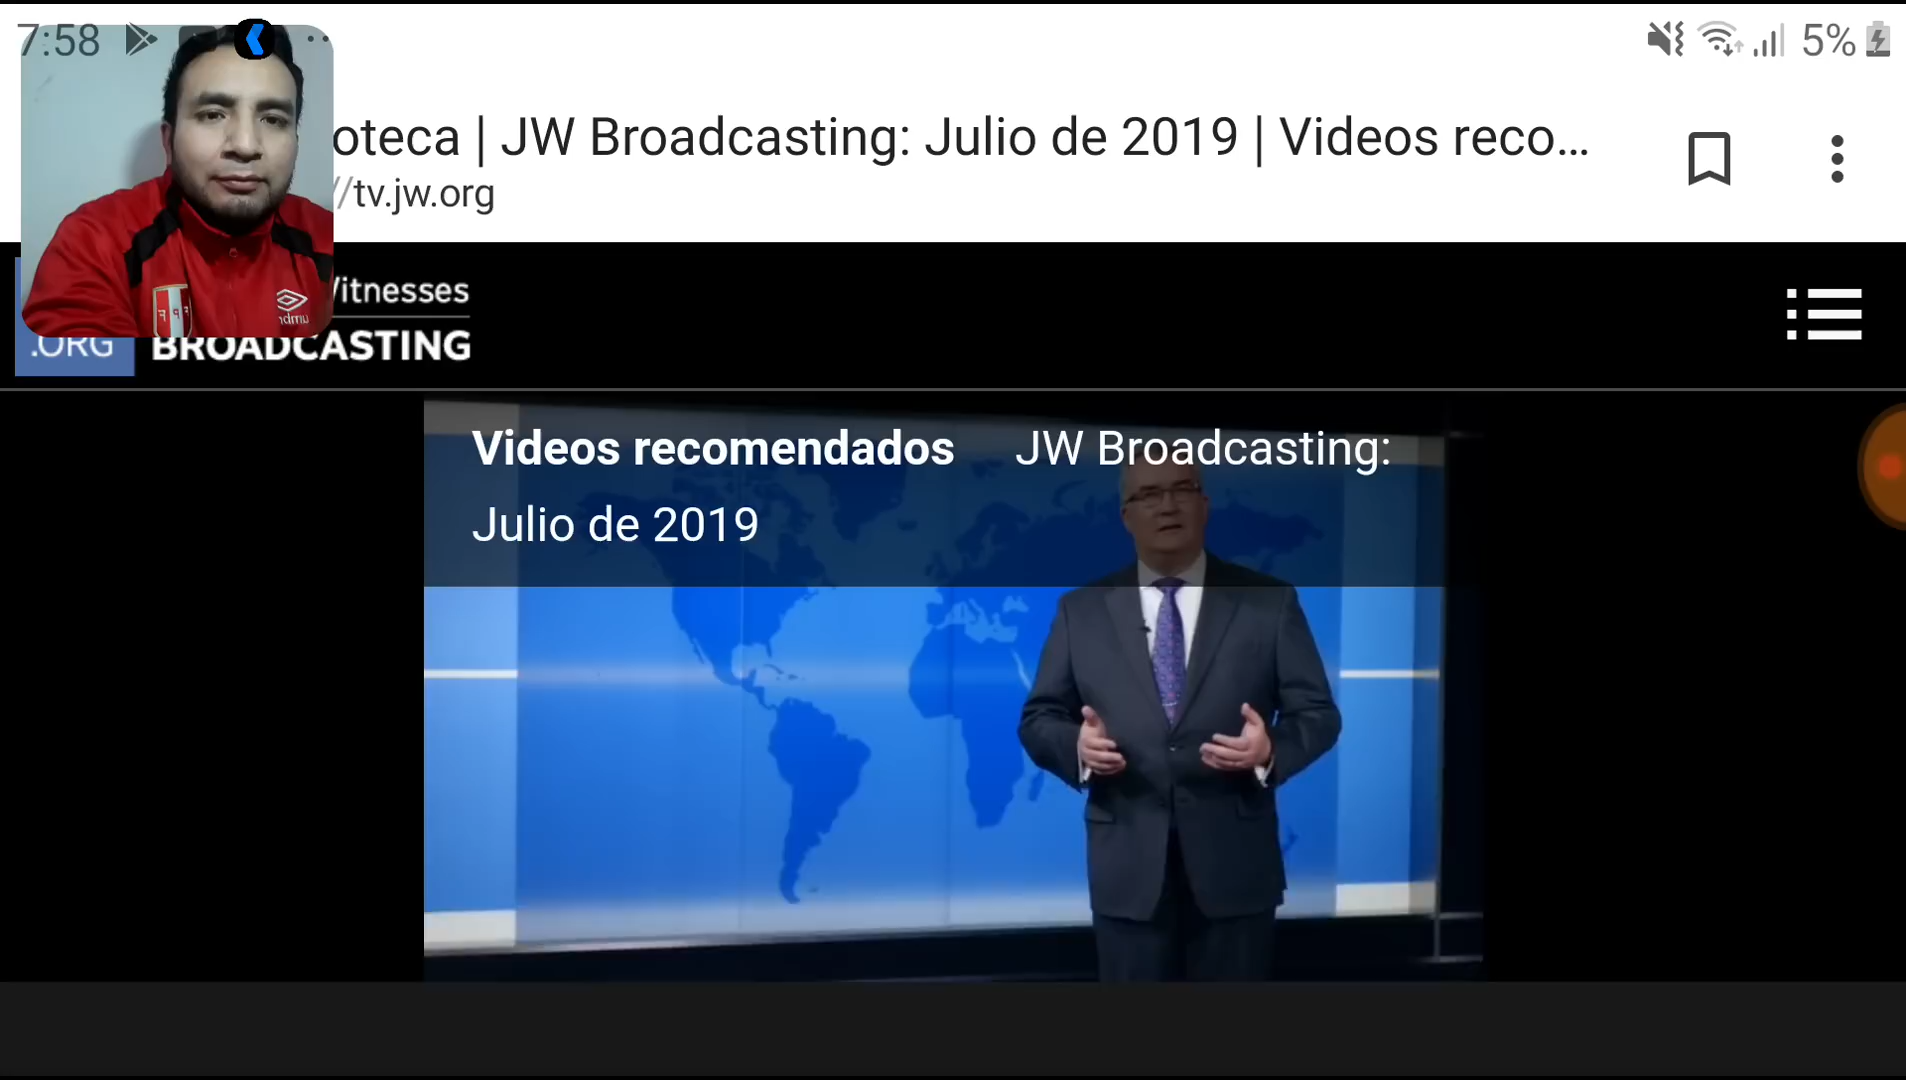 7:58
5%
oteca | JW Broadcasting: Julio de 2019 | Videos reco...
//tv.jw.org
Witnesses
.ORG BROADCASTING
Videos recomendados JW Broadcasting:
Julio de 2019